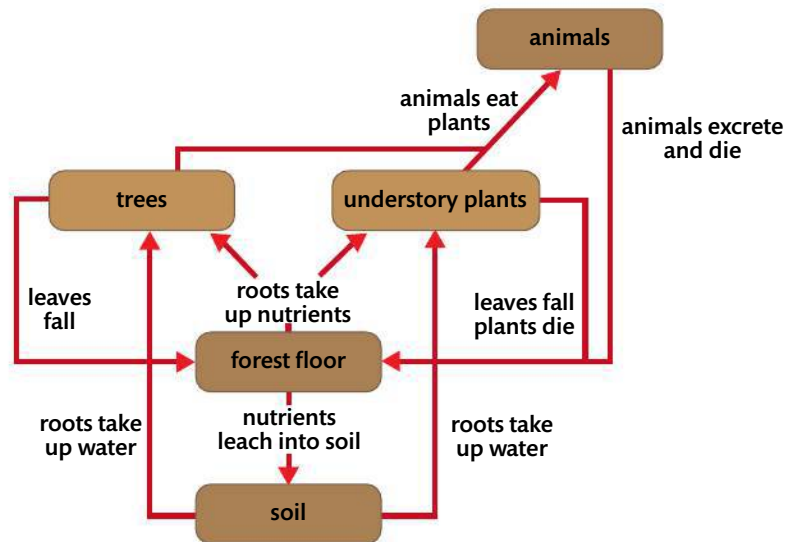 animals
animals eat
plants
animals excrete
and die
trees
understory plants
leaves
fall
roots take
up nutrients
leaves fall
plants die
forest floor
roots take
up water
nutrients
leach into soil
roots take
up water
soil